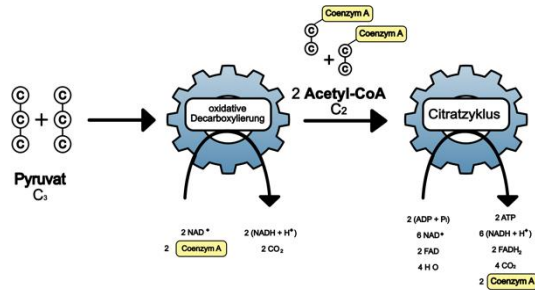 Coenzym A
C
Coenzym A
C
+
C
C
C C
C + C
C C
Pyruvat
C₃
oxidative
Decarboxylierung
2 Acetyl-CoA
C₂
Citratzyklus
2 NAD⁺
2 Coenzym A
2 (NADH + H⁺)
2 CO₂
2 (ADP + Pᵢ)
6 NAD⁺
2 FAD
4 H O
2 ATP
6 (NADH + H⁺)
2 FADH₂
4 CO₂
2 Coenzym A